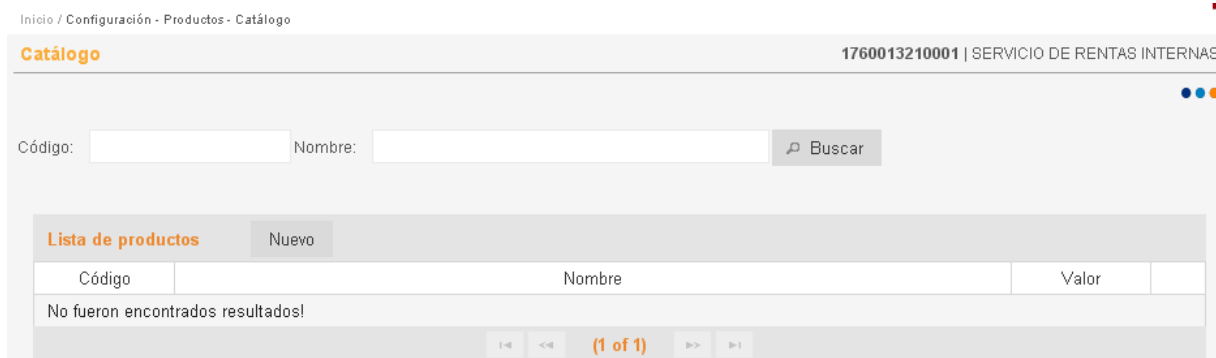 Inicio / Configuración - Productos - Catálogo
Catálogo 1760013210001 | SERVICIO DE RENTAS INTERNAS
Código: Nombre: Buscar
Lista de productos Nuevo
Código Nombre Valor
No fueron encontrados resultados!
(1 of 1)